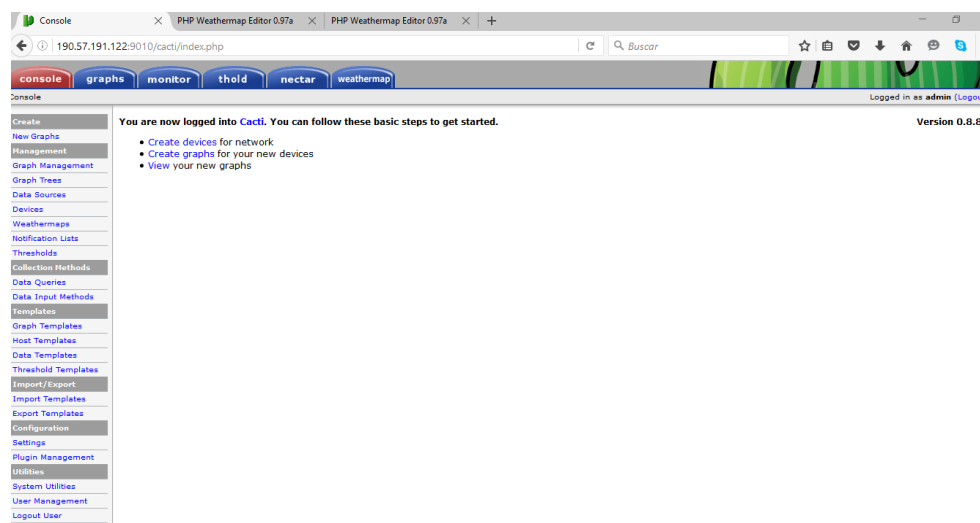 Console
PHP Weathermap Editor 0.97a
PHP Weathermap Editor 0.97a
190.57.191.122:9010/cacti/index.php
Buscar
console graphs monitor thold nectar weathermap
Console
Logged in as admin (Logou
Create
New Graphs
Management
Graph Management
Graph Trees
Data Sources
Devices
Weathermaps
Notification Lists
Thresholds
Collection Methods
Data Queries
Data Input Methods
Templates
Graph Templates
Host Templates
Data Templates
Threshold Templates
Import/Export
Import Templates
Export Templates
Configuration
Settings
Plugin Management
Utilities
System Utilities
User Management
Logout User
You are now logged into Cacti. You can follow these basic steps to get started.
Version 0.8.8
• Create devices for network
• Create graphs for your new devices
• View your new graphs